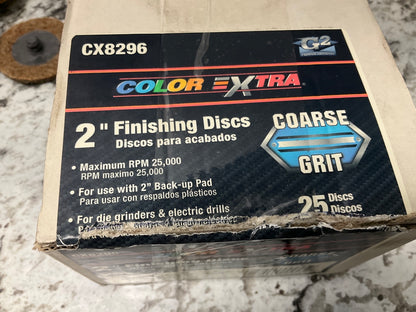 CX8296
G2
COLOR EXTRA
2" Finishing Discs
Discos para acabados
COARSE
GRIT
• Maximum RPM 25,000
RPM maximo 25,000
• For use with 2" Back-up Pad
Para usar con respaldos plásticos
• For die grinders & electric drills
25 Discs
Discos